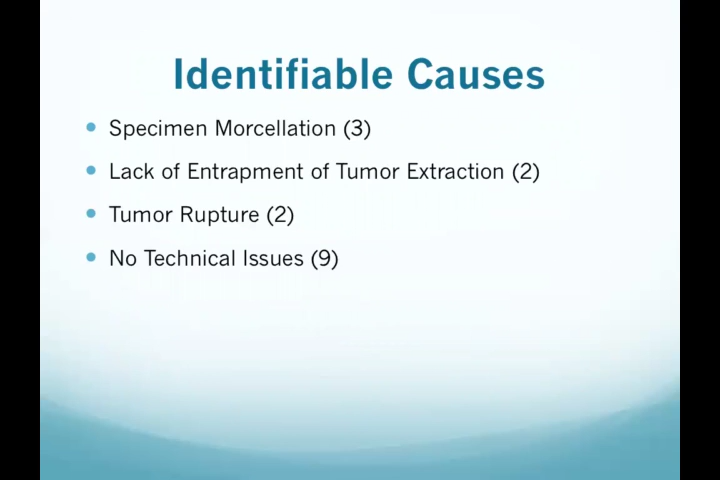 Identifiable Causes
• Specimen Morcellation (3)
• Lack of Entrapment of Tumor Extraction (2)
• Tumor Rupture (2)
• No Technical Issues (9)